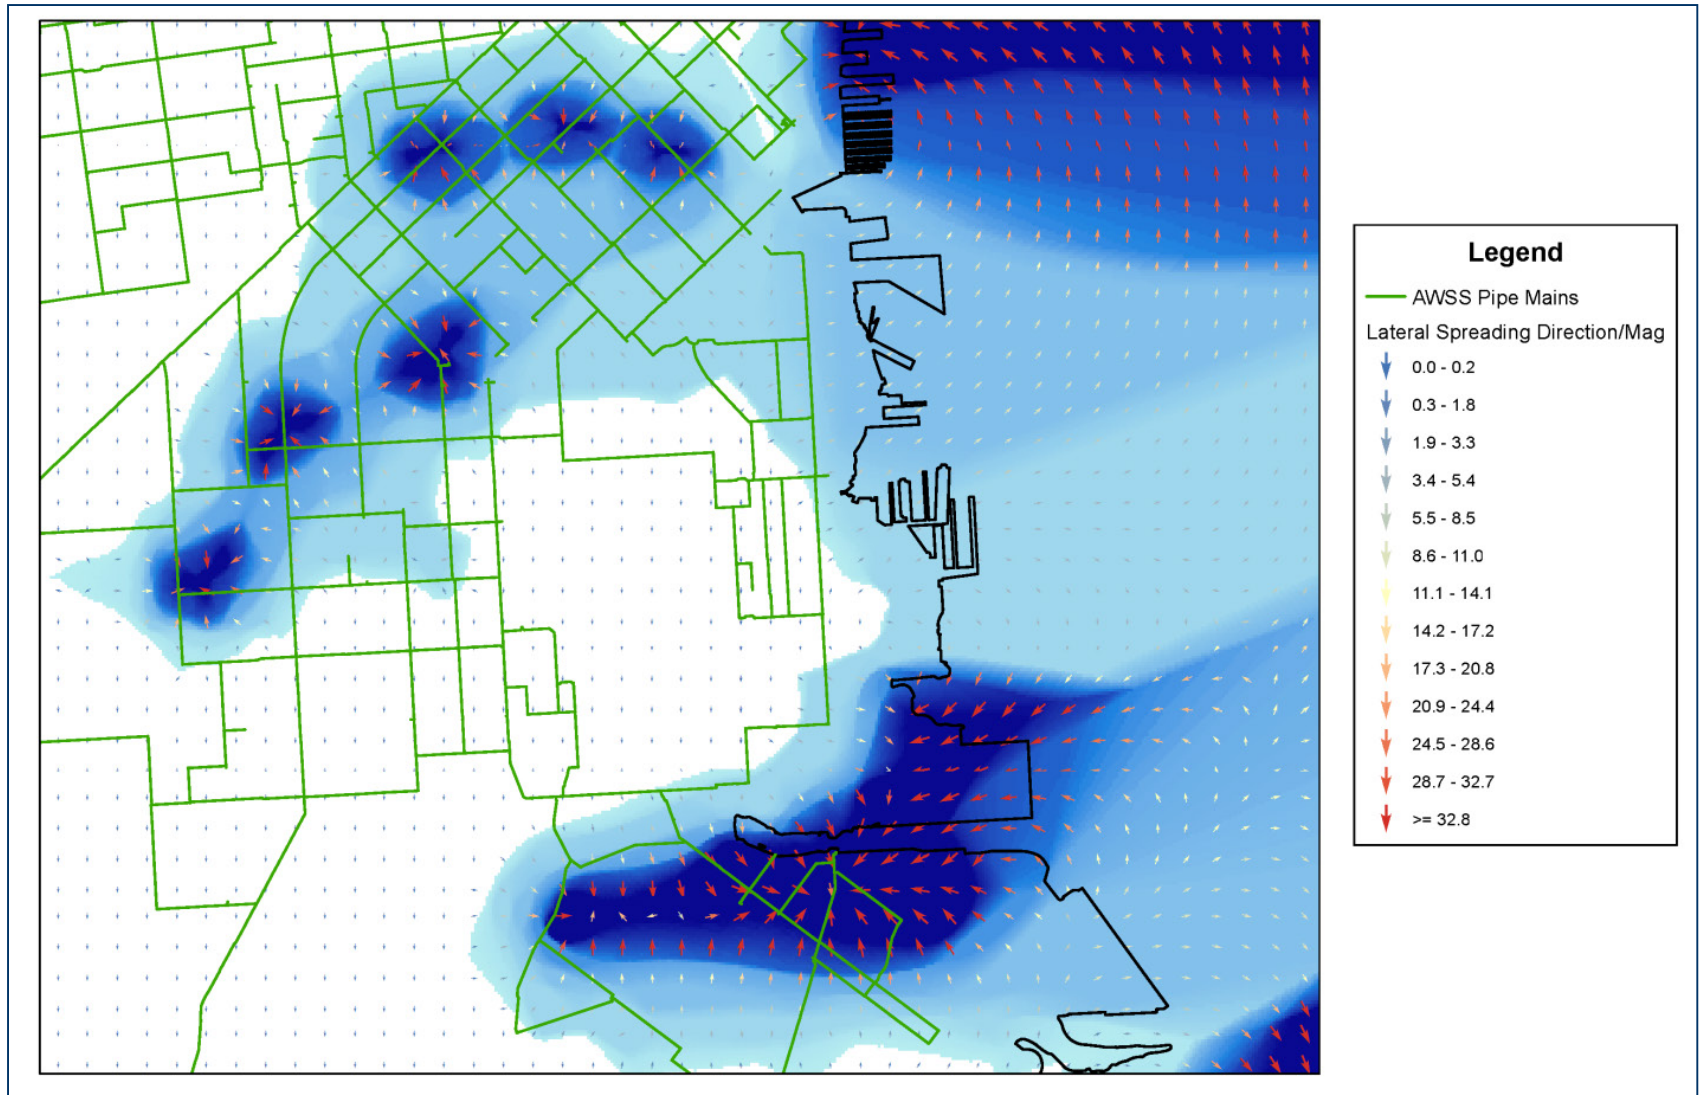 Legend
AWSS Pipe Mains
Lateral Spreading Direction/Mag
0.0 - 0.2
0.3 - 1.8
1.9 - 3.3
3.4 - 5.4
5.5 - 8.5
8.6 - 11.0
11.1 - 14.1
14.2 - 17.2
17.3 - 20.8
20.9 - 24.4
24.5 - 28.6
28.7 - 32.7
>= 32.8